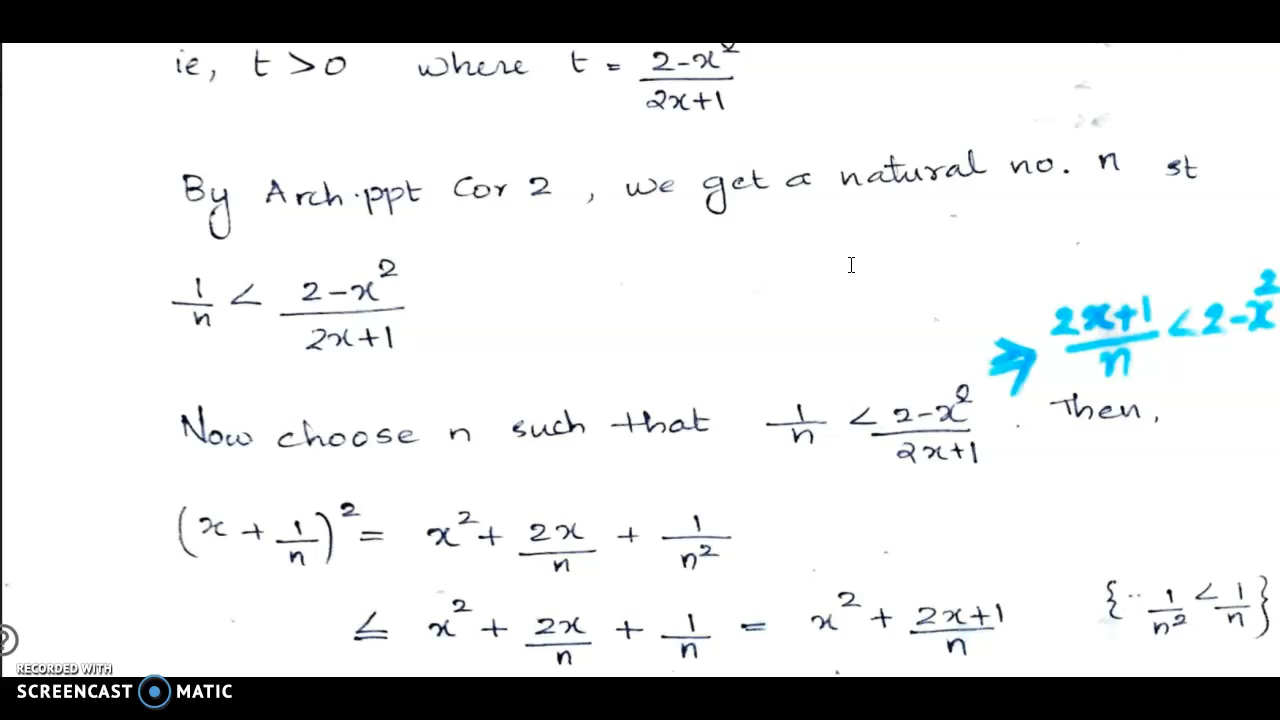 ie, t > 0 where t = (2-x²)/(2x+1)
By Arch.ppt Cor 2, we get a natural no. n st
1/n < (2-x²)/(2x+1)
⇒ (2x+1)/n < 2-x²
Now choose n such that 1/n < (2-x²)/(2x+1). Then,
(x + 1/n)² = x² + 2x/n + 1/n²
≤ x² + 2x/n + 1/n = x² + (2x+1)/n {∵ 1/n² < 1/n}
RECORDED WITH
SCREENCAST MATIC